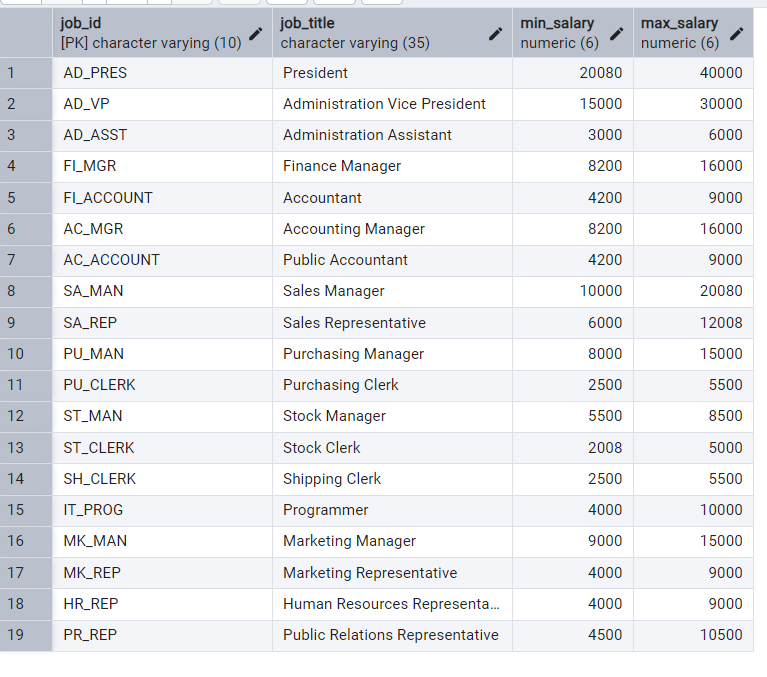 job_id job_title min_salary max_salary
[PK] character varying (10) character varying (35) numeric (6) numeric (6)
1 AD_PRES President 20080 40000
2 AD_VP Administration Vice President 15000 30000
3 AD_ASST Administration Assistant 3000 6000
4 FI_MGR Finance Manager 8200 16000
5 FI_ACCOUNT Accountant 4200 9000
6 AC_MGR Accounting Manager 8200 16000
7 AC_ACCOUNT Public Accountant 4200 9000
8 SA_MAN Sales Manager 10000 20080
9 SA_REP Sales Representative 6000 12008
10 PU_MAN Purchasing Manager 8000 15000
11 PU_CLERK Purchasing Clerk 2500 5500
12 ST_MAN Stock Manager 5500 8500
13 ST_CLERK Stock Clerk 2008 5000
14 SH_CLERK Shipping Clerk 2500 5500
15 IT_PROG Programmer 4000 10000
16 MK_MAN Marketing Manager 9000 15000
17 MK_REP Marketing Representative 4000 9000
18 HR_REP Human Resources Representa... 4000 9000
19 PR_REP Public Relations Representative 4500 10500